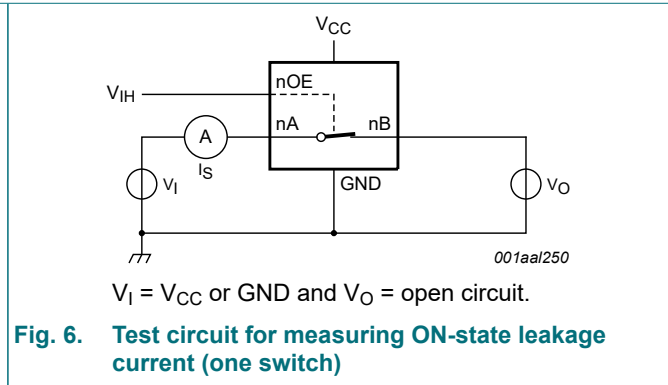 VCC
nOE
VIH
nA
nB
A
IS
VI
GND
VO
001aal250
VI = VCC or GND and VO = open circuit.
Fig. 6. Test circuit for measuring ON-state leakage
current (one switch)